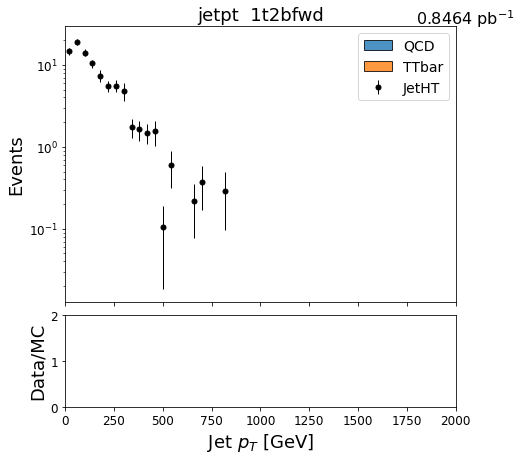 jetpt 1t2bfwd
0.8464 pb⁻¹
QCD
TTbar
JetHT
Events
10¹
10⁰
10⁻¹
Data/MC
2
1
0
0 250 500 750 1000 1250 1500 1750 2000
Jet p_T [GeV]